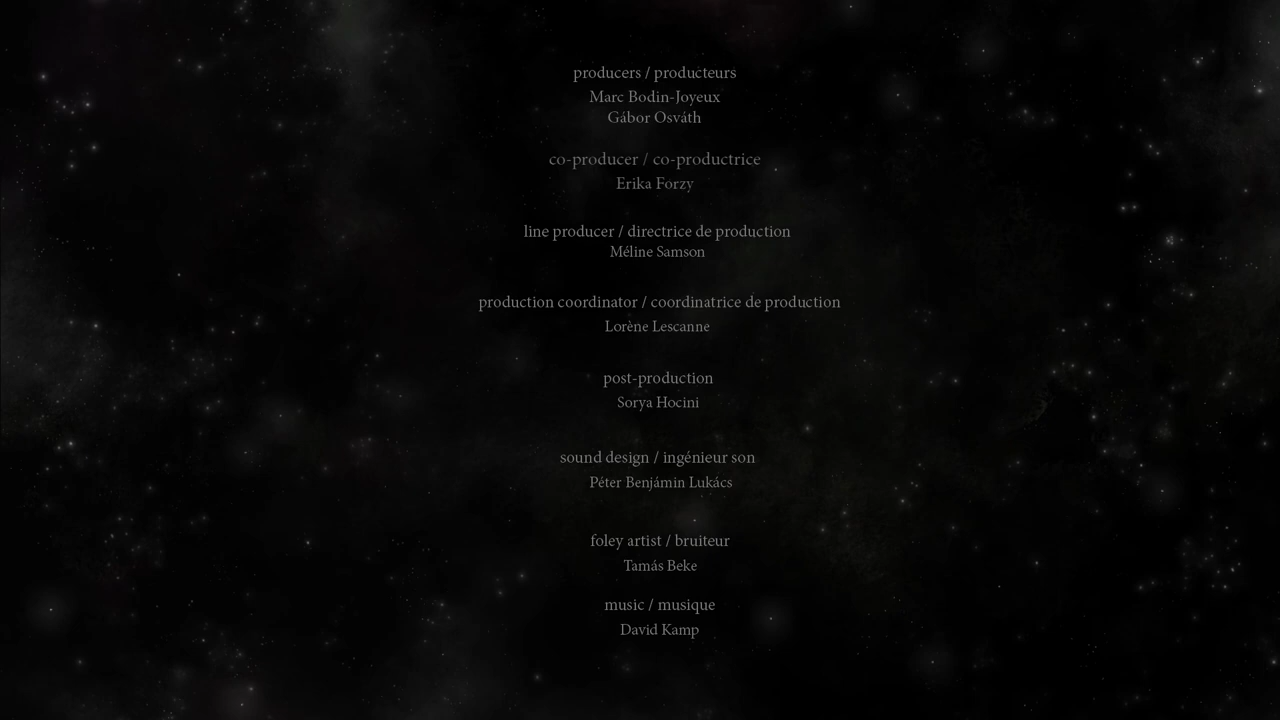 producers / producteurs
Marc Bodin-Joyeux
Gábor Osváth
co-producer / co-productrice
Erika Forzy
line producer / directrice de production
Méline Samson
production coordinator / coordinatrice de production
Lorène Lescanne
post-production
Sorya Hocini
sound design / ingénieur son
Péter Benjámin Lukács
foley artist / bruiteur
Tamás Beke
music / musique
David Kamp